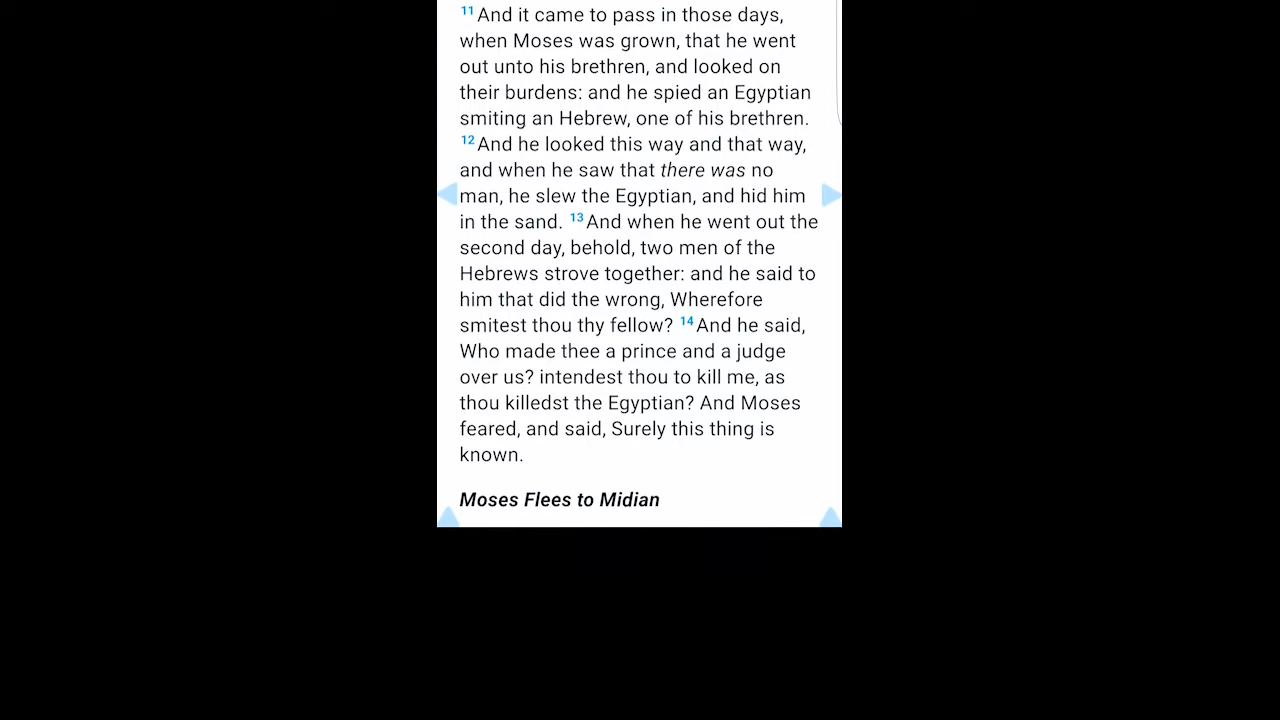 11 And it came to pass in those days,
when Moses was grown, that he went
out unto his brethren, and looked on
their burdens: and he spied an Egyptian
smiting an Hebrew, one of his brethren.
12 And he looked this way and that way,
and when he saw that there was no
man, he slew the Egyptian, and hid him
in the sand. 13 And when he went out the
second day, behold, two men of the
Hebrews strove together: and he said to
him that did the wrong, Wherefore
smitest thou thy fellow? 14 And he said,
Who made thee a prince and a judge
over us? intendest thou to kill me, as
thou killedst the Egyptian? And Moses
feared, and said, Surely this thing is
known.
Moses Flees to Midian